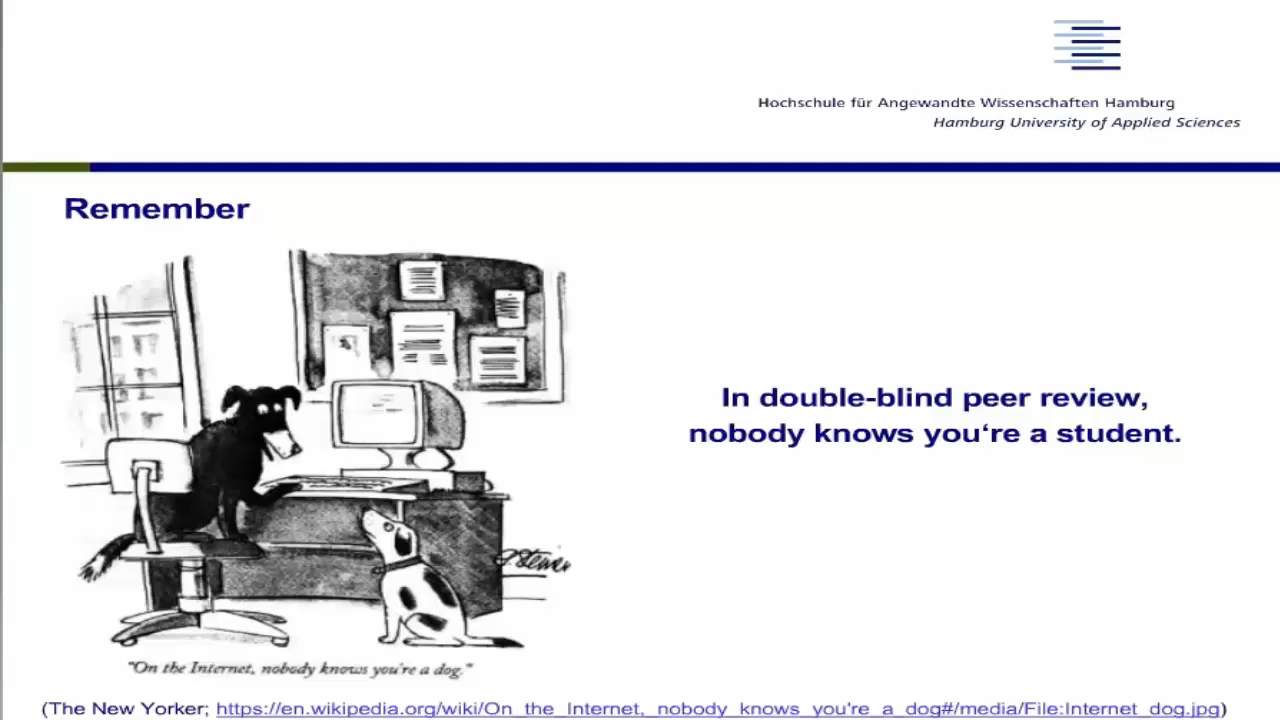 Hochschule für Angewandte Wissenschaften Hamburg
Hamburg University of Applied Sciences
Remember
In double-blind peer review,
nobody knows you‘re a student.
"On the Internet, nobody knows you're a dog."
(The New Yorker; https://en.wikipedia.org/wiki/On_the_Internet,_nobody_knows_you're_a_dog#/media/File:Internet_dog.jpg)